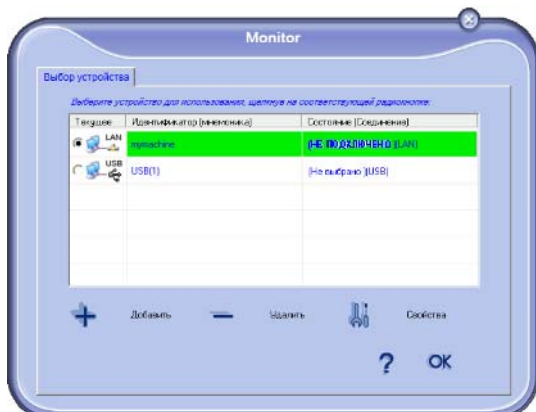 Monitor
Выбор устройства
Выберите устройство для использования, щелкнув на соответствующей радиокнопке:
Текущее Идентификатор (мнемоника) Состояние (Соединение)
LAN mymachine (НЕ ПОДКЛЮЧЕНО)(LAN)
USB USB(1) (Не выбрано)(USB)
Добавить Удалить Свойства
? OK